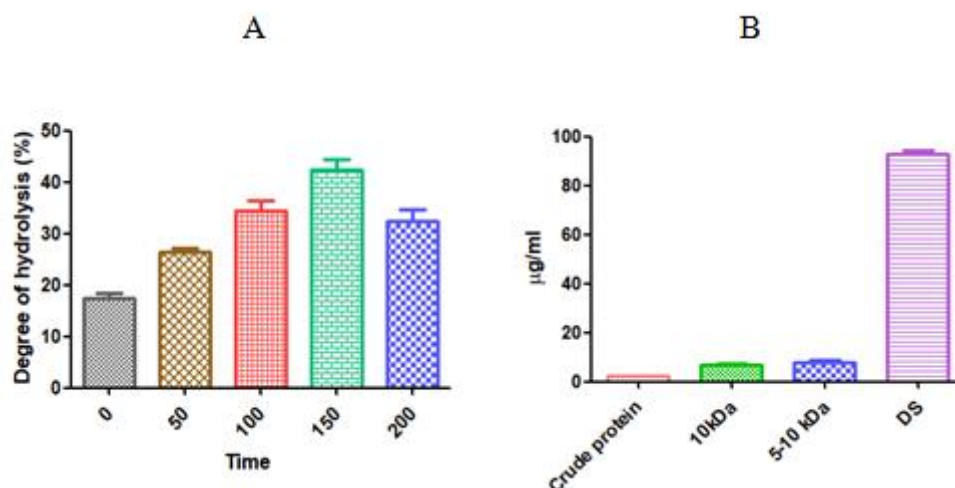 A
B
Degree of hydrolysis (%)
50
40
30
20
10
0
0
50
100
150
200
Time
µg/ml
100
80
60
40
20
0
Crude protein
10kDa
5-10 kDa
DS